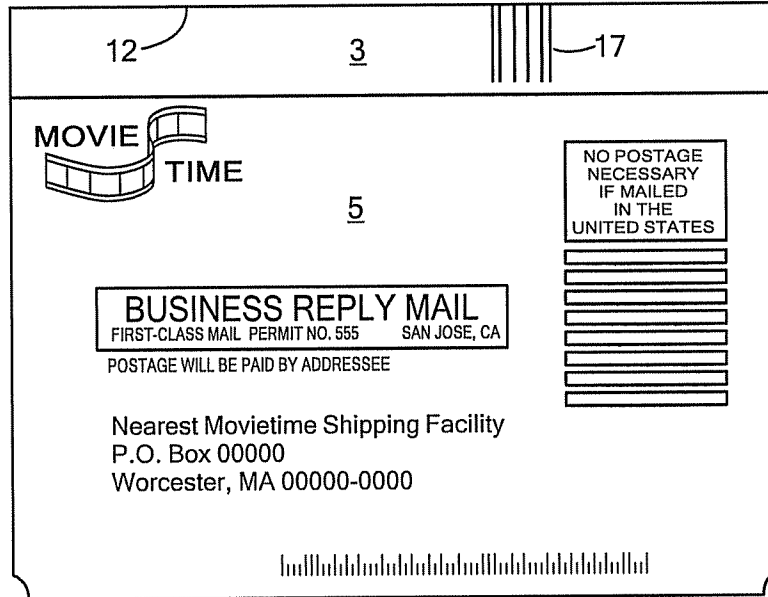 12
3
17
MOVIE
TIME
NO POSTAGE
NECESSARY
IF MAILED
IN THE
UNITED STATES
5
BUSINESS REPLY MAIL
FIRST-CLASS MAIL PERMIT NO. 555 SAN JOSE, CA
POSTAGE WILL BE PAID BY ADDRESSEE
Nearest Movietime Shipping Facility
P.O. Box 00000
Worcester, MA 00000-0000